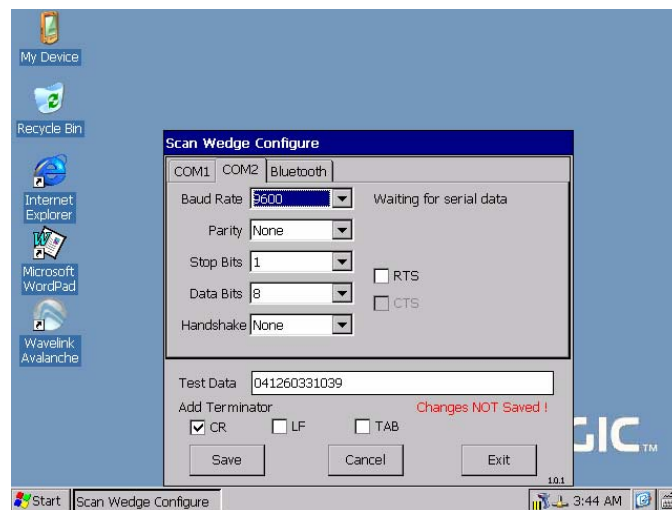 My Device
Recycle Bin
Internet
Explorer
Microsoft
WordPad
Wavelink
Avalanche
Scan Wedge Configure
COM1 COM2 Bluetooth
Baud Rate 9600 Waiting for serial data
Parity None
Stop Bits 1
RTS
Data Bits 8
CTS
Handshake None
Test Data 041260331039
Add Terminator Changes NOT Saved !
CR LF TAB
Save Cancel Exit
1.0.1
GIC TM
Start Scan Wedge Configure 3:44 AM